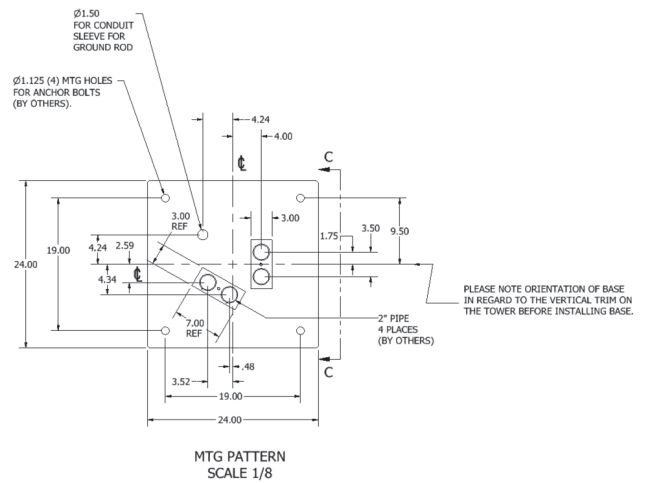 Ø1.50
FOR CONDUIT
SLEEVE FOR
GROUND ROD
Ø1.125 (4) MTG HOLES
FOR ANCHOR BOLTS
(BY OTHERS).
4.24
4.00
℄
C
3.00
REF
3.00
1.75
3.50
9.50
19.00
4.24
2.59
24.00
℄
4.34
PLEASE NOTE ORIENTATION OF BASE
IN REGARD TO THE VERTICAL TRIM ON
THE TOWER BEFORE INSTALLING BASE.
7.00
REF
2" PIPE
4 PLACES
(BY OTHERS)
.48
C
3.52
19.00
24.00
MTG PATTERN
SCALE 1/8